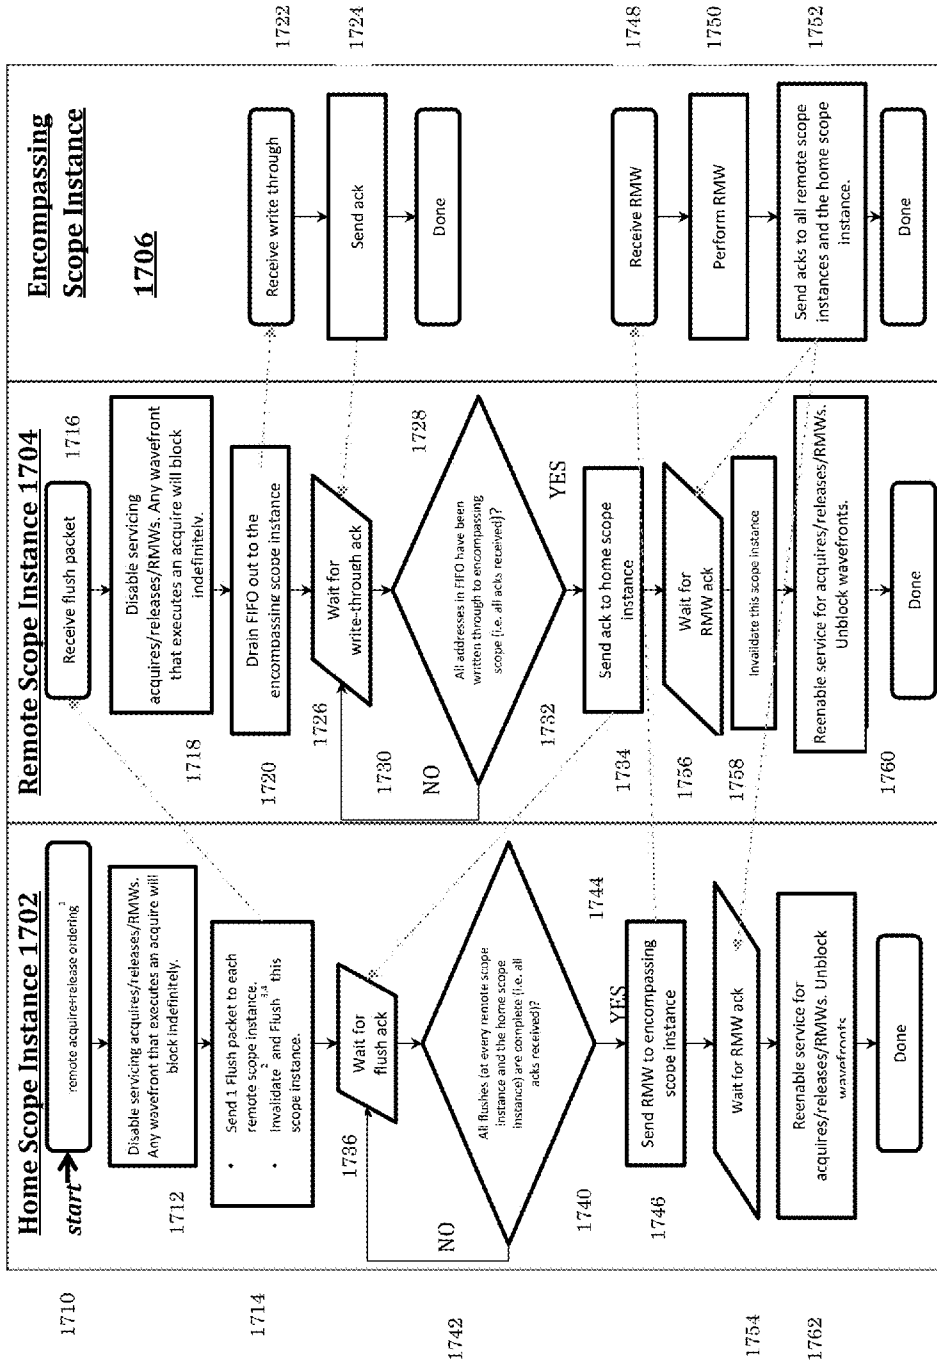 Home Scope Instance 1702
start
1710
remote acquire+release ordering
1
1712
Disable servicing acquires/releases/RMWs.
Any wavefront that executes an acquire will
block indefinitely.
1714
• Send 1 Flush packet to each
remote scope instance.
2
• Invalidate and Flush 3,4 this
scope instance.
1736
Wait for
flush ack
1742
NO
All flushes (at every remote scope
instance and the home scope
instance) are complete (i.e. all
acks received)?
1740
YES
1744
1746
Send RMW to encompassing
scope instance
1754
Wait for RMW ack
1762
Reenable service for
acquires/releases/RMWs. Unblock
wavefronts.
Done
Remote Scope Instance 1704
Receive flush packet
1716
1718
Disable servicing
acquires/releases/RMWs. Any wavefront
that executes an acquire will block
indefinitely.
1720
Drain FIFO out to the
encompassing scope instance
1726
Wait for
write-through ack
1730
NO
1728
All addresses in FIFO have been
written through to encompassing
scope (i.e. all acks received)?
1732
YES
1734
Send ack to home scope
instance
1756
Wait for
RMW ack
1758
Invalidate this scope instance
1760
Reenable service for acquires/releases/RMWs.
Unblock wavefronts.
Done
Encompassing
Scope Instance
1706
Receive write through
1722
Send ack
1724
Done
Receive RMW
1748
Perform RMW
1750
Send acks to all remote scope
instances and the home scope
instance.
1752
Done